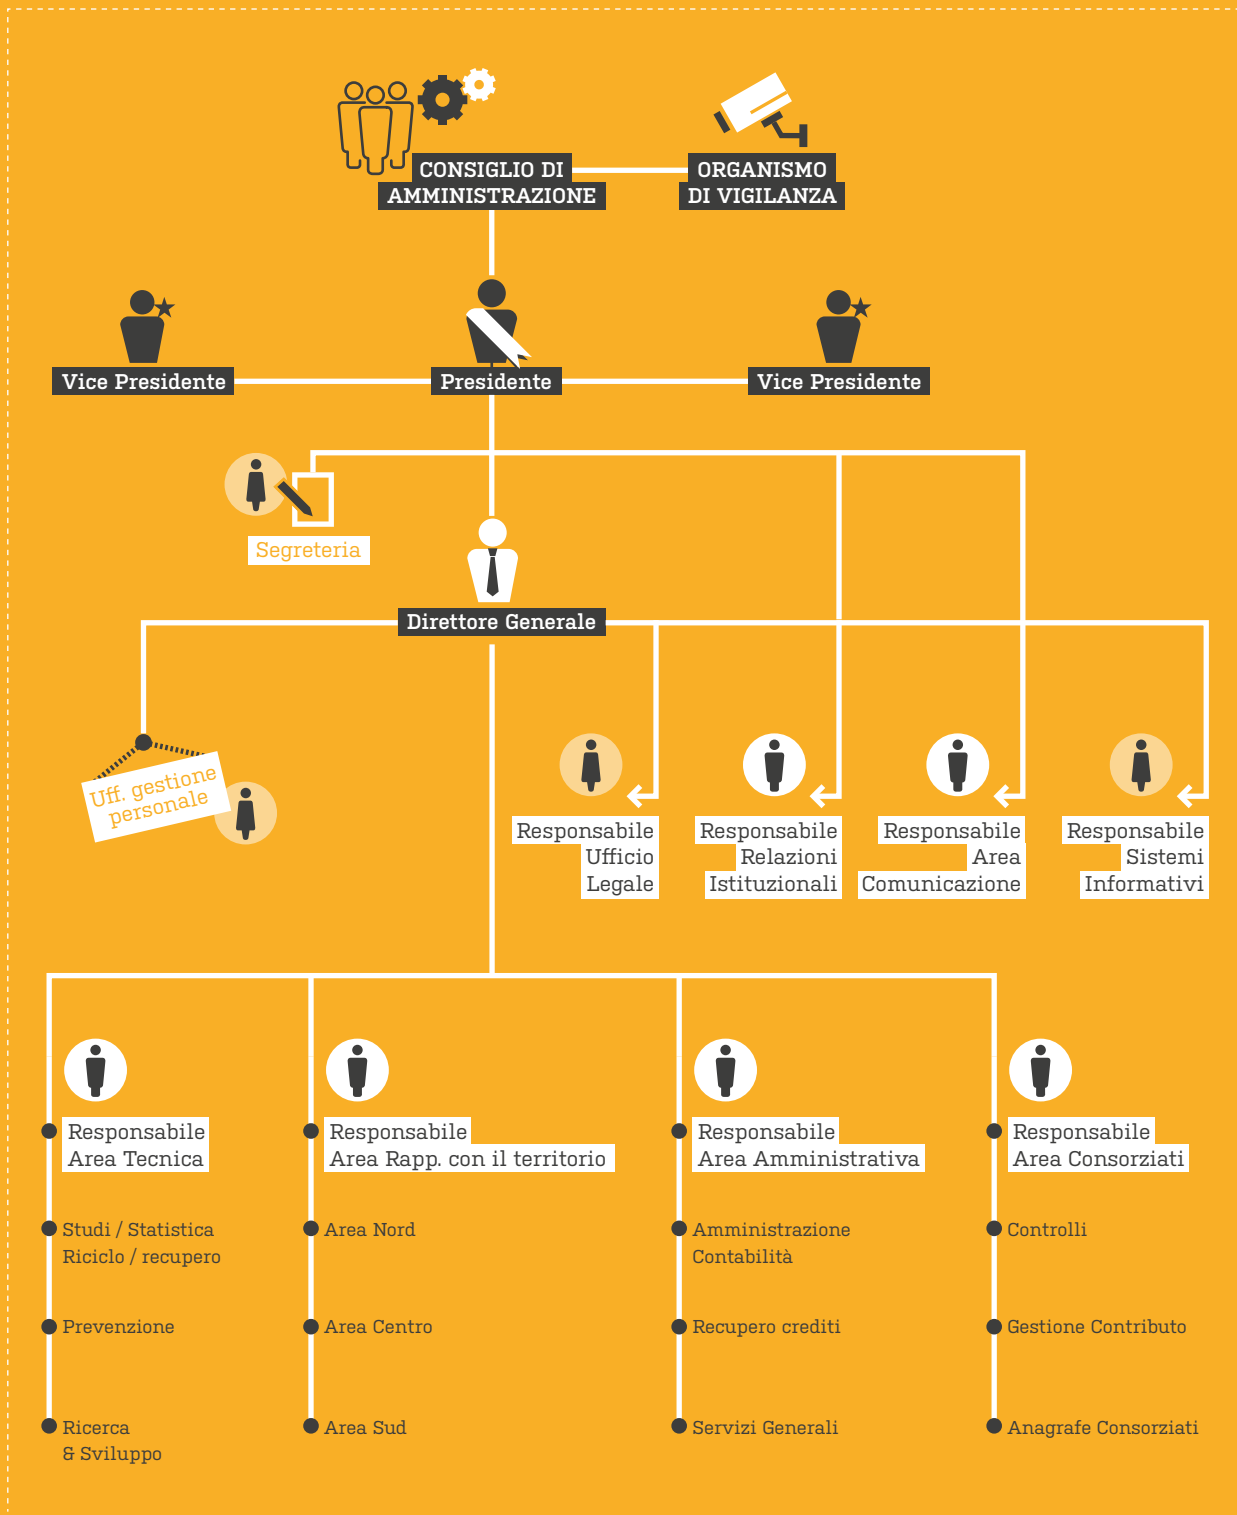 CONSIGLIO DI
AMMINISTRAZIONE
ORGANISMO
DI VIGILANZA
Vice Presidente
Presidente
Vice Presidente
Segreteria
Direttore Generale
Uff. gestione
personale
Responsabile
Ufficio
Legale
Responsabile
Relazioni
Istituzionali
Responsabile
Area
Comunicazione
Responsabile
Sistemi
Informativi
Responsabile
Area Tecnica
Studi / Statistica
Riciclo / recupero
Prevenzione
Ricerca
& Sviluppo
Responsabile
Area Rapp. con il territorio
Area Nord
Area Centro
Area Sud
Responsabile
Area Amministrativa
Amministrazione
Contabilità
Recupero crediti
Servizi Generali
Responsabile
Area Consorziati
Controlli
Gestione Contributo
Anagrafe Consorziati